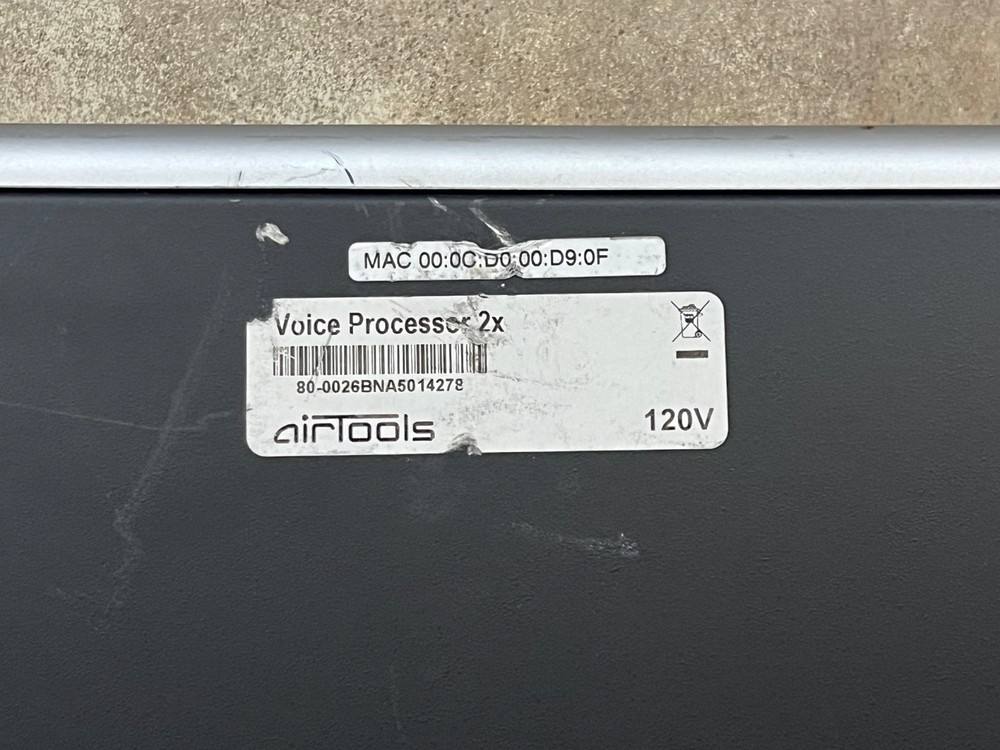 MAC 00:0C:D0:00:D9:0F
Voice Processor 2x
80-0026BNA5014278
airTools
120V